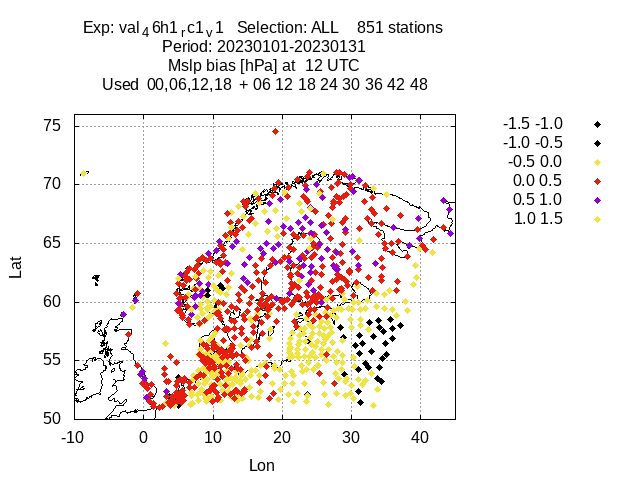 Exp: val46h1rc1v1 Selection: ALL 851 stations
Period: 20230101-20230131
Mslp bias [hPa] at 12 UTC
Used 00,06,12,18 + 06 12 18 24 30 36 42 48
-1.5 -1.0
-1.0 -0.5
-0.5 0.0
0.0 0.5
0.5 1.0
1.0 1.5
Lat
75
70
65
60
55
50
-10 0 10 20 30 40
Lon